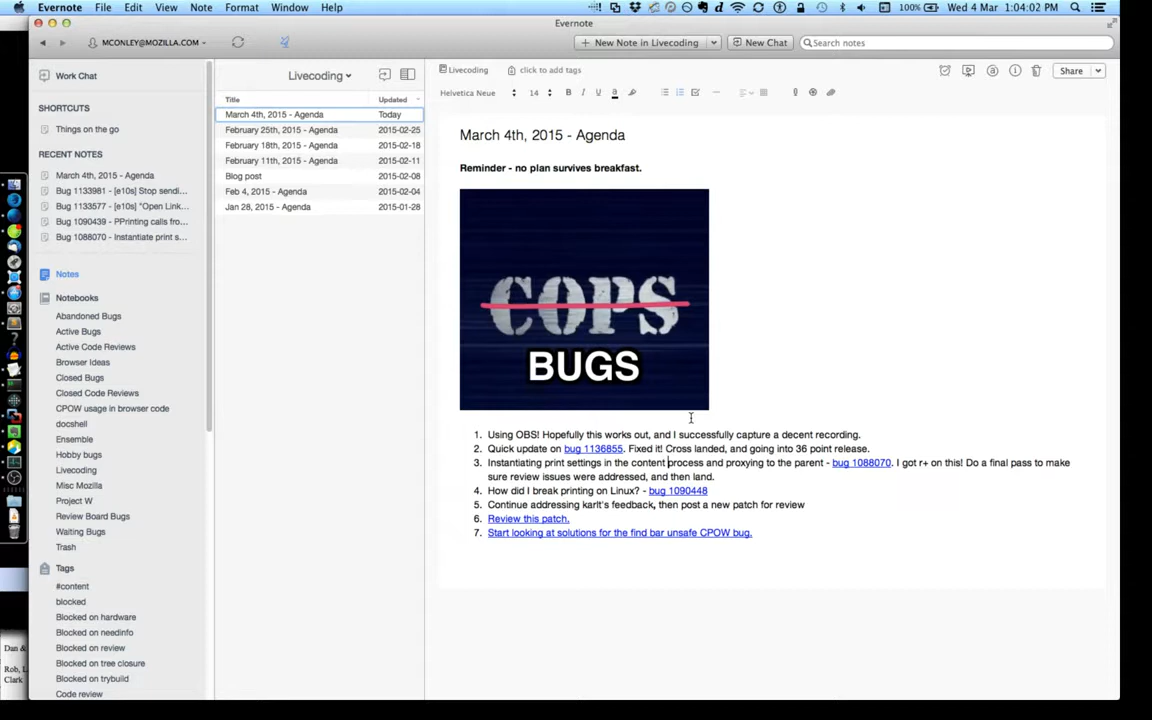 Evernote File Edit View Note Format Window Help
100% Wed 4 Mar 1:04:02 PM
Evernote
MCONLEY@MOZILLA.COM
New Note in Livecoding
New Chat
Search notes
Work Chat
SHORTCUTS
Things on the go
RECENT NOTES
March 4th, 2015 - Agenda
Bug 1133981 - [e10s] Stop sendi...
Bug 1133577 - [e10s] "Open Link...
Bug 1090439 - PPrinting calls fro...
Bug 1088070 - Instantiate print s...
Notes
Notebooks
Abandoned Bugs
Active Bugs
Active Code Reviews
Browser Ideas
Closed Bugs
Closed Code Reviews
CPOW usage in browser code
docshell
Ensemble
Hobby bugs
Livecoding
Mission Bugs
Project W
Review Board Bugs
Waiting Bugs
Trash
Tags
#content
blocked
Blocked on hardware
Blocked on needinfo
Blocked on review
Blocked on tree closure
Blocked on trybuild
Code review
Livecoding
Title Updated
March 4th, 2015 - Agenda Today
February 25th, 2015 - Agenda 2015-02-25
February 18th, 2015 - Agenda 2015-02-18
February 11th, 2015 - Agenda 2015-02-11
Blog post 2015-02-08
Feb 4, 2015 - Agenda 2015-02-04
Jan 28, 2015 - Agenda 2015-01-28
Livecoding click to add tags
Share
Helvetica Neue 14 B I U a
March 4th, 2015 - Agenda
Reminder - no plan survives breakfast.
COPS
BUGS
1. Using OBS! Hopefully this works out, and I successfully capture a decent recording.
2. Quick update on bug 1136855. Fixed it! Cross landed, and going into 36 point release.
3. Instantiating print settings in the content process and proxying to the parent - bug 1088070. I got r+ on this! Do a final pass to make
sure review issues were addressed, and then land.
4. How did I break printing on Linux? - bug 1090448
5. Continue addressing karlt's feedback, then post a new patch for review
6. Review this patch.
7. Start looking at solutions for the find bar unsafe CPOW bug.
Dan &
Rob, L
Clark